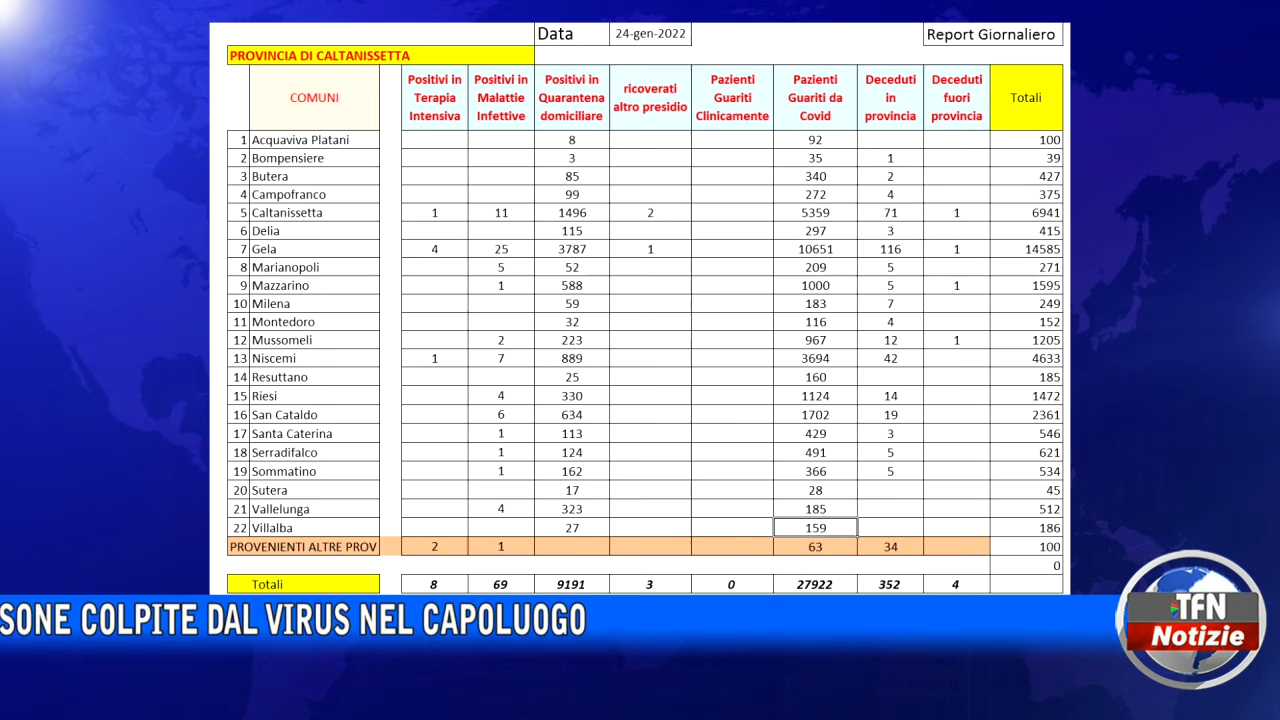 Data 24-gen-2022 Report Giornaliero
PROVINCIA DI CALTANISSETTA
COMUNI Positivi in Terapia Intensiva Positivi in Malattie Infettive Positivi in Quarantena domiciliare ricoverati altro presidio Pazienti Guariti Clinicamente Pazienti Guariti da Covid Deceduti in provincia Deceduti fuori provincia Totali
1 Acquaviva Platani 8 92 100
2 Bompensiere 3 35 1 39
3 Butera 85 340 2 427
4 Campofranco 99 272 4 375
5 Caltanissetta 1 11 1496 2 5359 71 1 6941
6 Delia 115 297 3 415
7 Gela 4 25 3787 1 10651 116 1 14585
8 Marianopoli 5 52 209 5 271
9 Mazzarino 1 588 1000 5 1 1595
10 Milena 59 183 7 249
11 Montedoro 32 116 4 152
12 Mussomeli 2 223 967 12 1 1205
13 Niscemi 1 7 889 3694 42 4633
14 Resuttano 25 160 185
15 Riesi 4 330 1124 14 1472
16 San Cataldo 6 634 1702 19 2361
17 Santa Caterina 1 113 429 3 546
18 Serradifalco 1 124 491 5 621
19 Sommatino 1 162 366 5 534
20 Sutera 17 28 45
21 Vallelunga 4 323 185 512
22 Villalba 27 159 186
PROVENIENTI ALTRE PROV 2 1 63 34 100
0
Totali 8 69 9191 3 0 27922 352 4
SONE COLPITE DAL VIRUS NEL CAPOLUOGO
TFN
Notizie